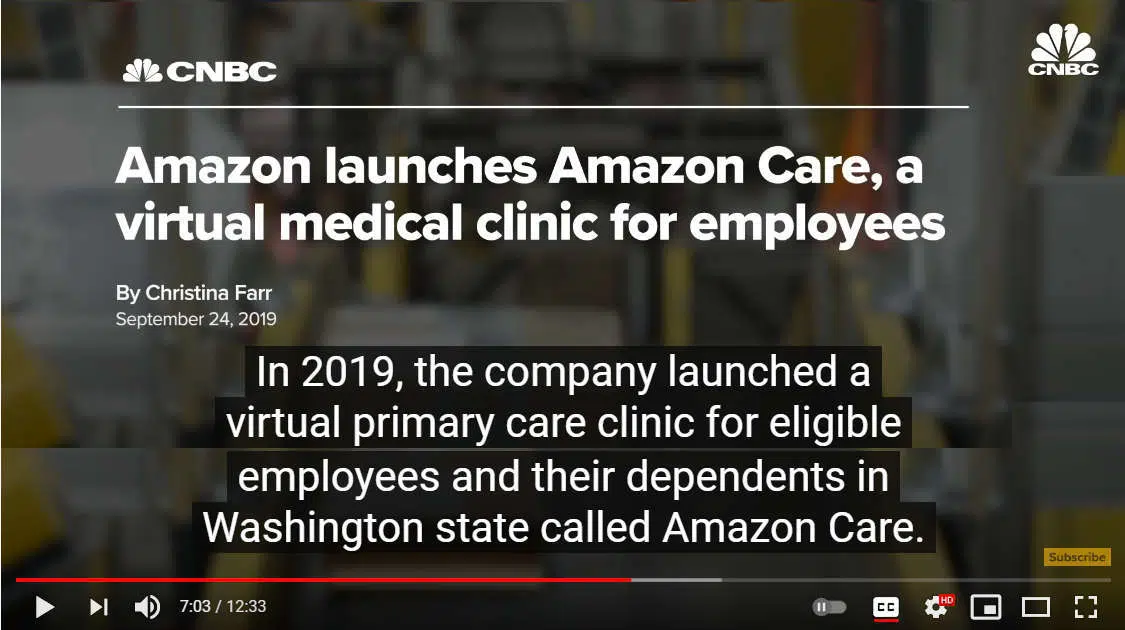 CNBC
CNBC
Amazon launches Amazon Care, a
virtual medical clinic for employees
By Christina Farr
September 24, 2019
In 2019, the company launched a
virtual primary care clinic for eligible
employees and their dependents in
Washington state called Amazon Care.
Subscribe
7:03 / 12:33
CC
HD